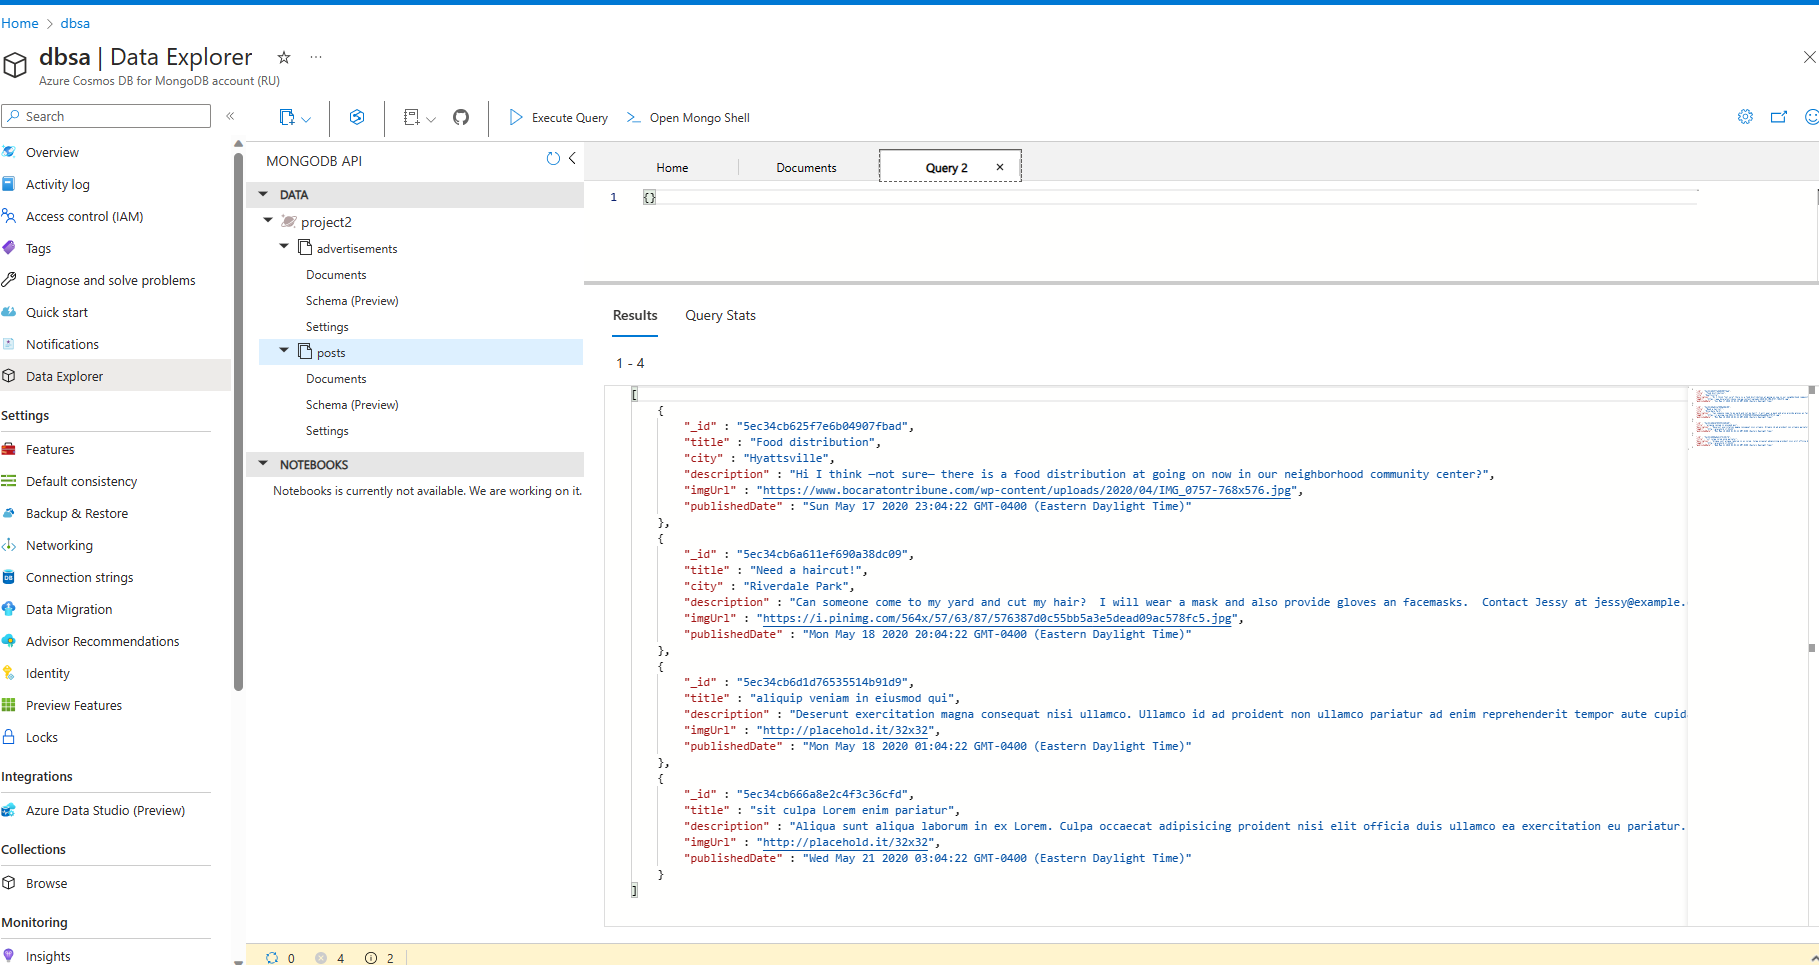 Home > dbsa
dbsa | Data Explorer ☆ ...
Azure Cosmos DB for MongoDB account (RU)
Search
«
Execute Query
Open Mongo Shell
Overview
Activity log
Access control (IAM)
Tags
Diagnose and solve problems
Quick start
Notifications
Data Explorer
Settings
Features
Default consistency
Backup & Restore
Networking
Connection strings
Data Migration
Advisor Recommendations
Identity
Preview Features
Locks
Integrations
Azure Data Studio (Preview)
Collections
Browse
Monitoring
Insights
MONGODB API
DATA
project2
advertisements
Documents
Schema (Preview)
Settings
posts
Documents
Schema (Preview)
Settings
NOTEBOOKS
Notebooks is currently not available. We are working on it.
Home
Documents
Query 2
1 {}
Results
Query Stats
1 - 4
[
{
"_id" : "5ec34cb625f7e6b04907fbad",
"title" : "Food distribution",
"city" : "Hyattsville",
"description" : "Hi I think —not sure— there is a food distribution at going on now in our neighborhood community center?",
"imgUrl" : "https://www.bocaratontribune.com/wp-content/uploads/2020/04/IMG_0757-768x576.jpg",
"publishedDate" : "Sun May 17 2020 23:04:22 GMT-0400 (Eastern Daylight Time)"
},
{
"_id" : "5ec34cb6a611ef690a38dc09",
"title" : "Need a haircut!",
"city" : "Riverdale Park",
"description" : "Can someone come to my yard and cut my hair?  I will wear a mask and also provide gloves an facemasks.  Contact Jessy at jessy@example.
"imgUrl" : "https://i.pinimg.com/564x/57/63/87/576387d0c55bb5a3e5dead09ac578fc5.jpg",
"publishedDate" : "Mon May 18 2020 20:04:22 GMT-0400 (Eastern Daylight Time)"
},
{
"_id" : "5ec34cb6d1d76535514b91d9",
"title" : "aliquip veniam in eiusmod qui",
"description" : "Deserunt exercitation magna consequat nisi ullamco. Ullamco id ad proident non ullamco pariatur ad enim reprehenderit tempor aute cupid
"imgUrl" : "http://placehold.it/32x32",
"publishedDate" : "Mon May 18 2020 01:04:22 GMT-0400 (Eastern Daylight Time)"
},
{
"_id" : "5ec34cb666a8e2c4f3c36cfd",
"title" : "sit culpa Lorem enim pariatur",
"description" : "Aliqua sunt aliqua laborum in ex Lorem. Culpa occaecat adipisicing proident nisi elit officia duis ullamco ea exercitation eu pariatur.
"imgUrl" : "http://placehold.it/32x32",
"publishedDate" : "Wed May 21 2020 03:04:22 GMT-0400 (Eastern Daylight Time)"
}
]
0 4 2